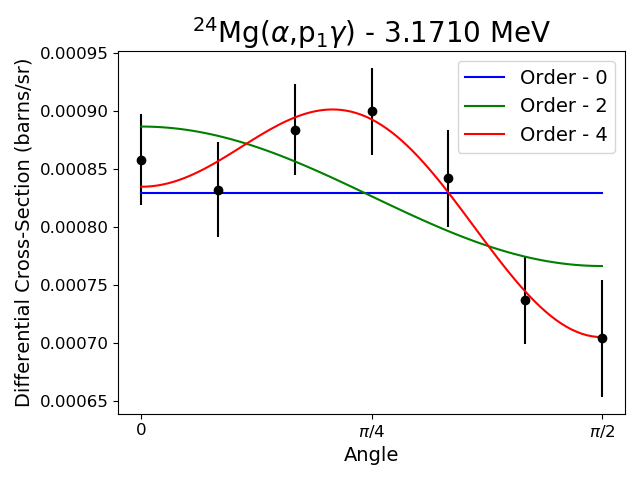 ²⁴Mg(α,p₁γ) - 3.1710 MeV
Differential Cross-Section (barns/sr)
0.00095
0.00090
0.00085
0.00080
0.00075
0.00070
0.00065
Order - 0
Order - 2
Order - 4
0
π/4
π/2
Angle